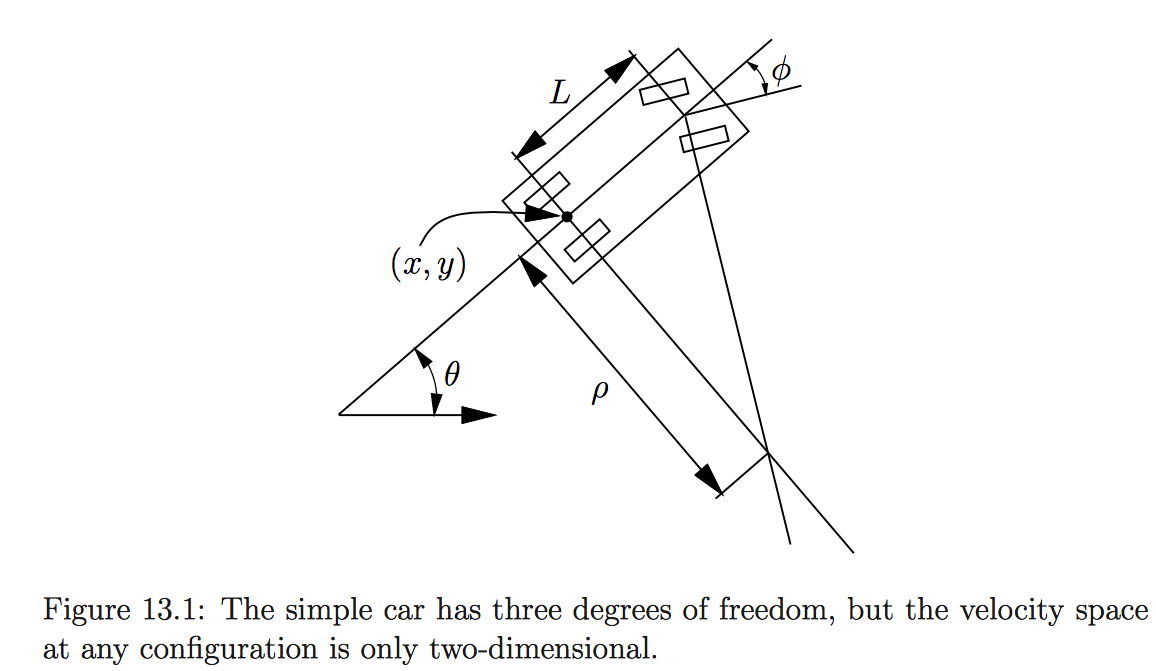 ϕ
L
(x, y)
θ
ρ
Figure 13.1: The simple car has three degrees of freedom, but the velocity space
at any configuration is only two-dimensional.